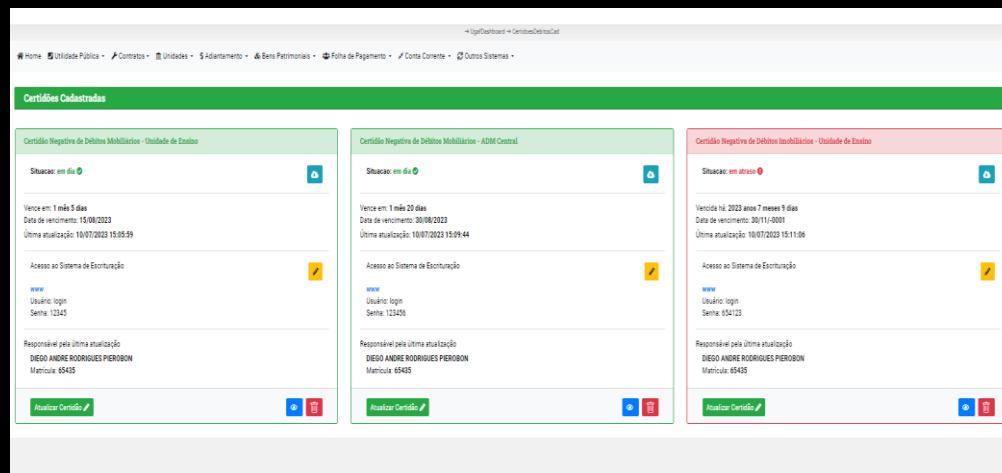 ➔ UgafDashboard ➔ CertidoesDebitosCad
Home Utilidade Pública Contratos Unidades $ Adiantamento Bens Patrimoniais Folha de Pagamento Conta Corrente Outros Sistemas
Certidões Cadastradas
Certidão Negativa de Débitos Mobiliários - Unidade de Ensino
Situacao: em dia
Vence em: 1 mês 5 dias
Data de vencimento: 15/08/2023
Última atualização: 10/07/2023 15:05:59
Acesso ao Sistema de Escrituração
www
Usuário: login
Senha: 12345
Responsável pela última atualização
DIEGO ANDRE RODRIGUES PIEROBON
Matrícula: 65435
Atualizar Certidão
Certidão Negativa de Débitos Mobiliários - ADM Central
Situacao: em dia
Vence em: 1 mês 20 dias
Data de vencimento: 30/08/2023
Última atualização: 10/07/2023 15:09:44
Acesso ao Sistema de Escrituração
www
Usuário: login
Senha: 123456
Responsável pela última atualização
DIEGO ANDRE RODRIGUES PIEROBON
Matrícula: 65435
Atualizar Certidão
Certidão Negativa de Débitos Imobiliários - Unidade de Ensino
Situacao: em atraso
Vencida há: 2023 anos 7 meses 9 dias
Data de vencimento: 30/11/-0001
Última atualização: 10/07/2023 15:11:06
Acesso ao Sistema de Escrituração
www
Usuário: login
Senha: 654123
Responsável pela última atualização
DIEGO ANDRE RODRIGUES PIEROBON
Matrícula: 65435
Atualizar Certidão